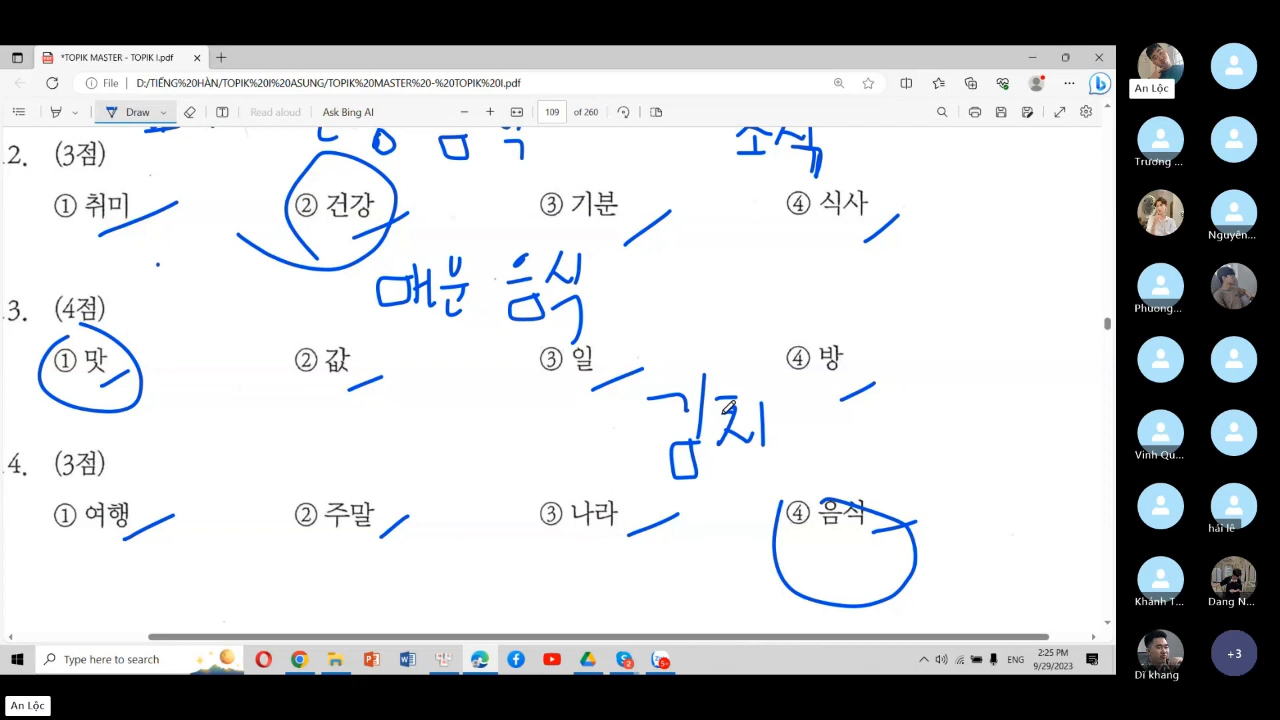 *TOPIK MASTER - TOPIK I.pdf
File D:/TIẾNG%20HÀN/TOPIK%20I%20ASUNG/TOPIK%20MASTER%20-%20TOPIK%20I.pdf
Draw Read aloud Ask Bing AI 109 of 260
2. (3점)
① 취미 ② 건강 ③ 기분 ④ 식사
매운 음식
3. (4점)
① 맛 ② 값 ③ 일 ④ 방
김치
4. (3점)
① 여행 ② 주말 ③ 나라 ④ 음식
Type here to search
ENG
2:25 PM
9/29/2023
An Lộc
An Lộc
Trương ...
Nguyên...
Phuong...
Vinh Qu...
hải lê
Khánh T...
Dang N...
Dĩ khang
+3